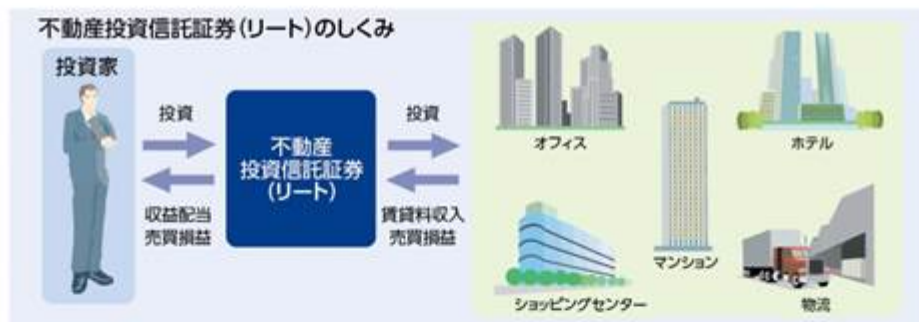 不動産投資信託証券(リート)のしくみ
投資家
投資
収益配当
売買損益
不動産
投資信託証券
(リート)
投資
賃貸料収入
売買損益
オフィス
ホテル
マンション
ショッピングセンター
物流